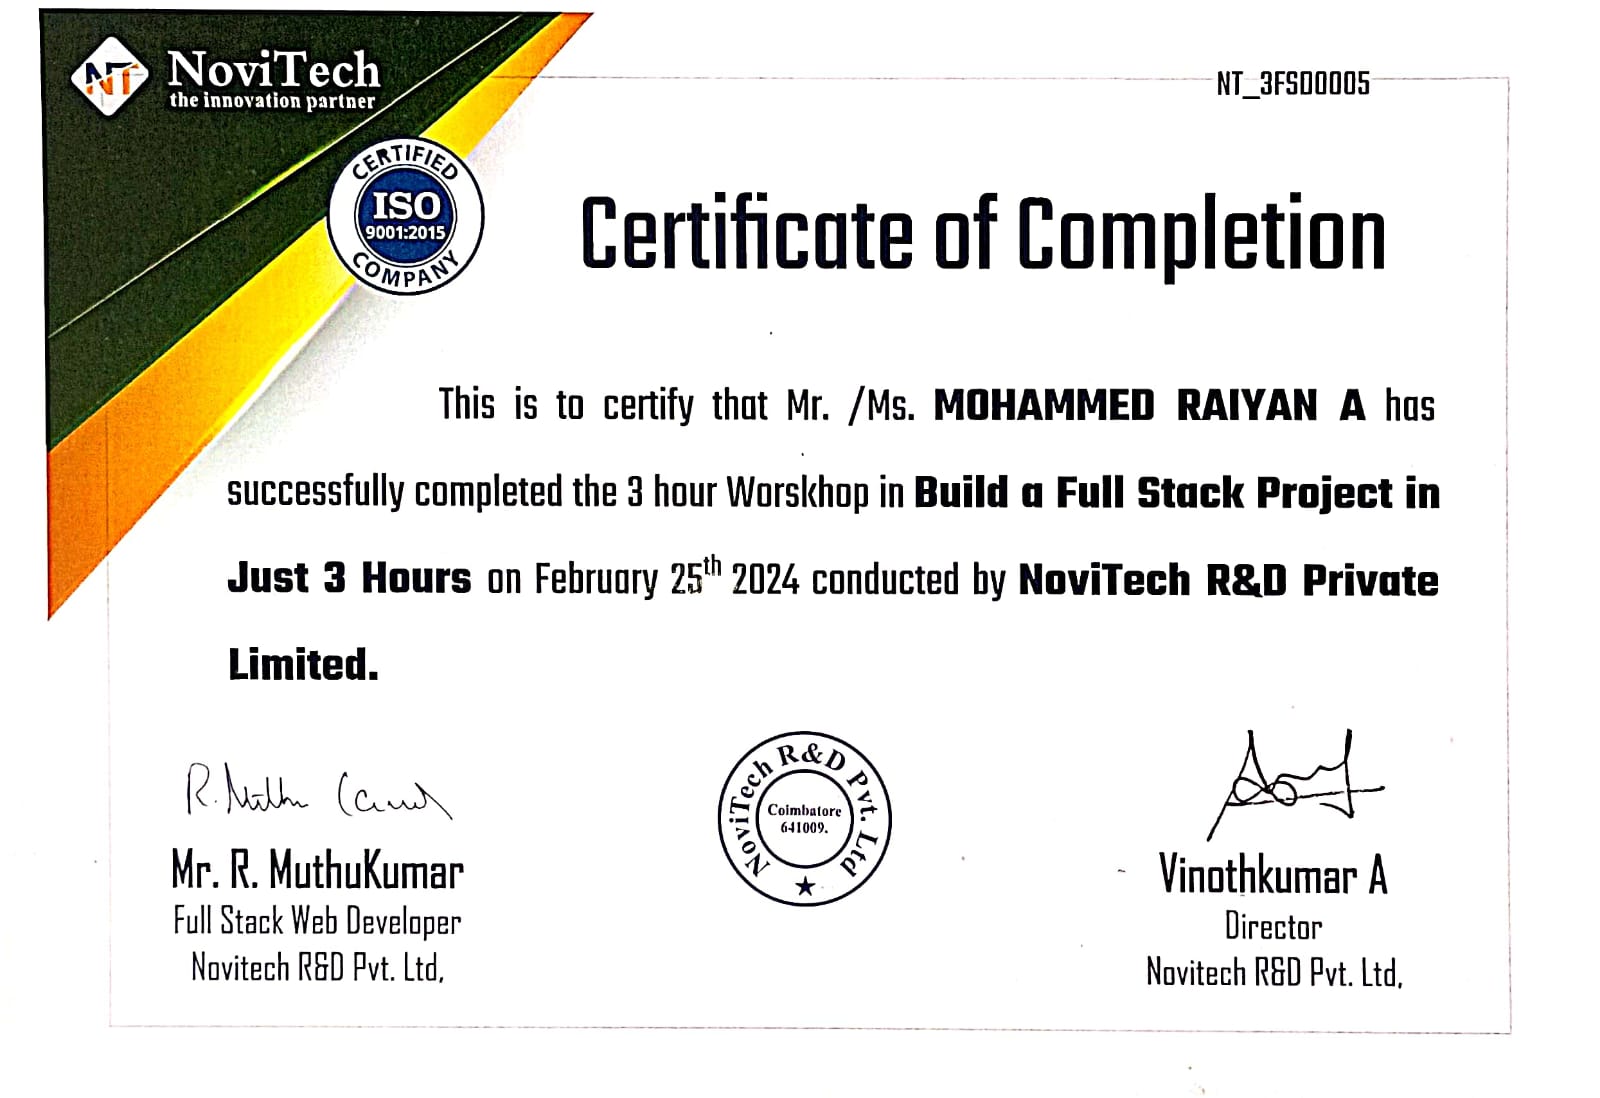 NT NoviTech
the innovation partner
NT_3FSD0005
CERTIFIED
ISO
9001:2015
COMPANY
Certificate of Completion
This is to certify that Mr. /Ms. MOHAMMED RAIYAN A has
successfully completed the 3 hour Worskhop in Build a Full Stack Project in
Just 3 Hours on February 25th 2024 conducted by NoviTech R&D Private
Limited.
R. Muthu Kumar
NoviTech R&D Pvt. Ltd
Coimbatore
641009.
Mr. R. MuthuKumar
Full Stack Web Developer
Novitech R&D Pvt. Ltd,
Vinothkumar A
Director
Novitech R&D Pvt. Ltd,